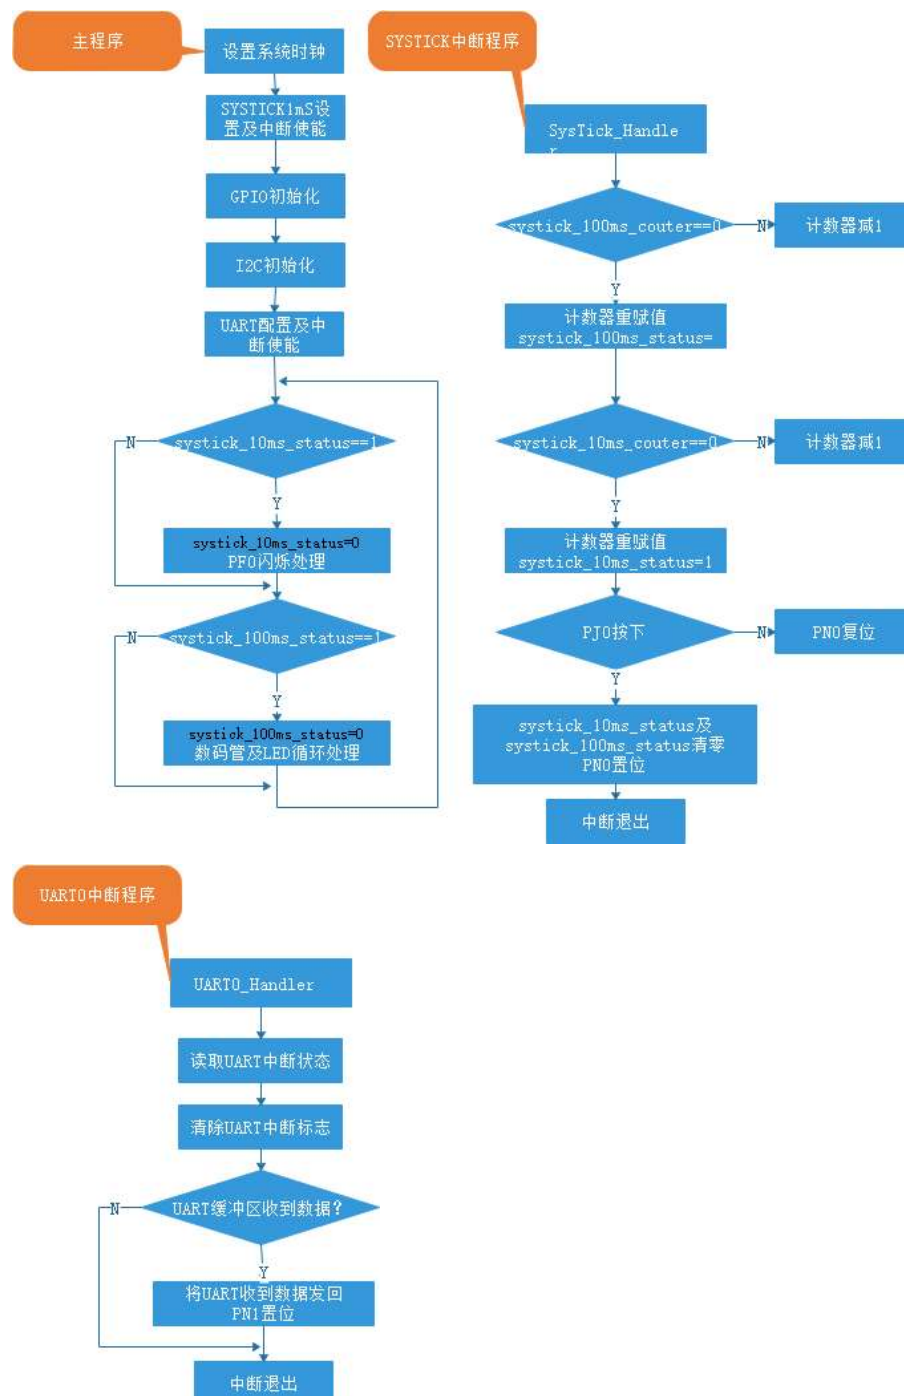 主程序
设置系统时钟
SYSTICK1mS设
置及中断使能
GPIO初始化
I2C初始化
UART配置及中
断使能
systick_10ms_status==1
N
Y
systick_10ms_status=0
PF0闪烁处理
systick_100ms_status==1
N
Y
systick_100ms_status=0
数码管及LED循环处理
SYSTICK中断程序
SysTick_Handle
r
systick_100ms_couter==0
N
计数器减1
Y
计数器重赋值
systick_100ms_status=
systick_10ms_couter==0
N
计数器减1
Y
计数器重赋值
systick_10ms_status=1
PJ0按下
N
PN0复位
Y
systick_10ms_status及
systick_100ms_status清零
PN0置位
中断退出
UART0中断程序
UART0_Handler
读取UART中断状态
清除UART中断标志
UART缓冲区收到数据?
N
Y
将UART收到数据发回
PN1置位
中断退出